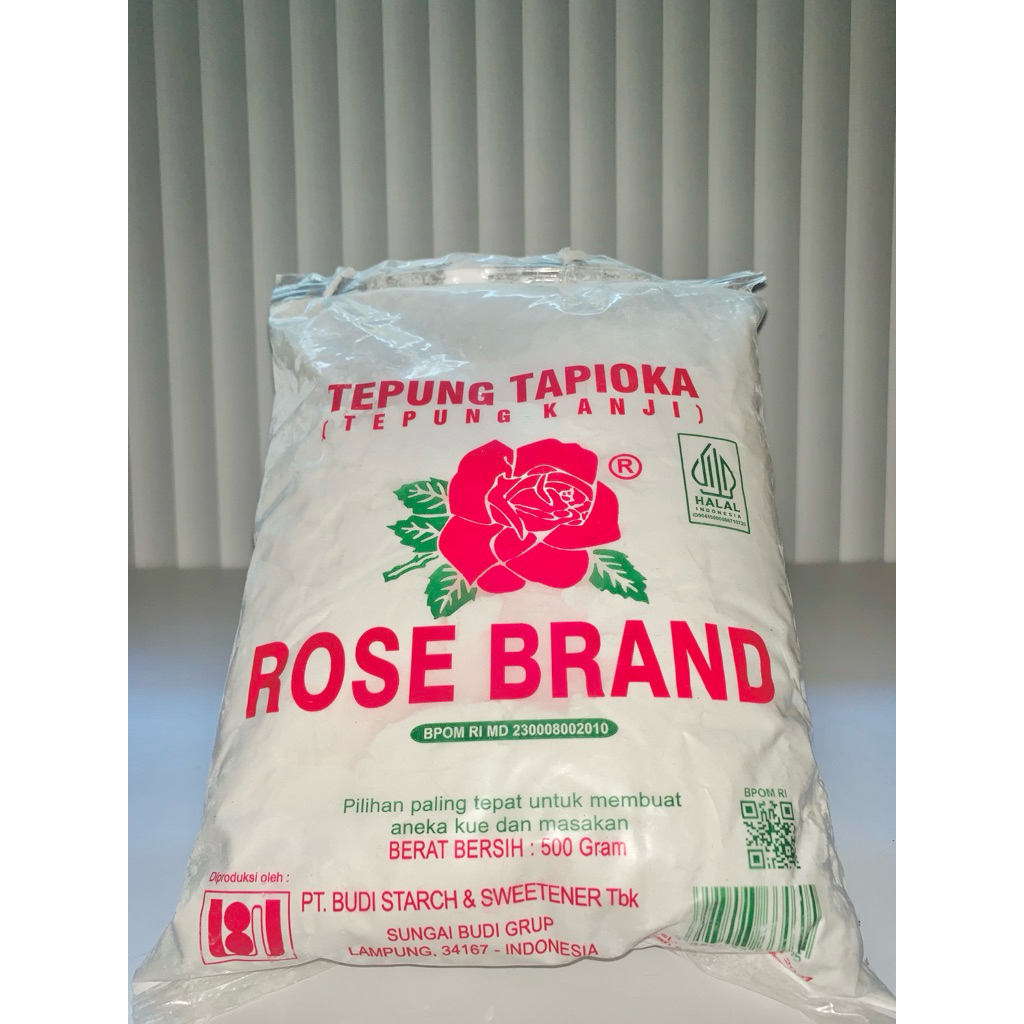 TEPUNG TAPIOKA
(TEPUNG KANJI)
®
HALAL
INDONESIA
ROSE BRAND
BPOM RI MD 230008002010
Pilihan paling tepat untuk membuat
aneka kue dan masakan
BERAT BERSIH : 500 Gram
BPOM RI
Diproduksi oleh :
PT. BUDI STARCH & SWEETENER Tbk
SUNGAI BUDI GRUP
LAMPUNG, 34167 - INDONESIA